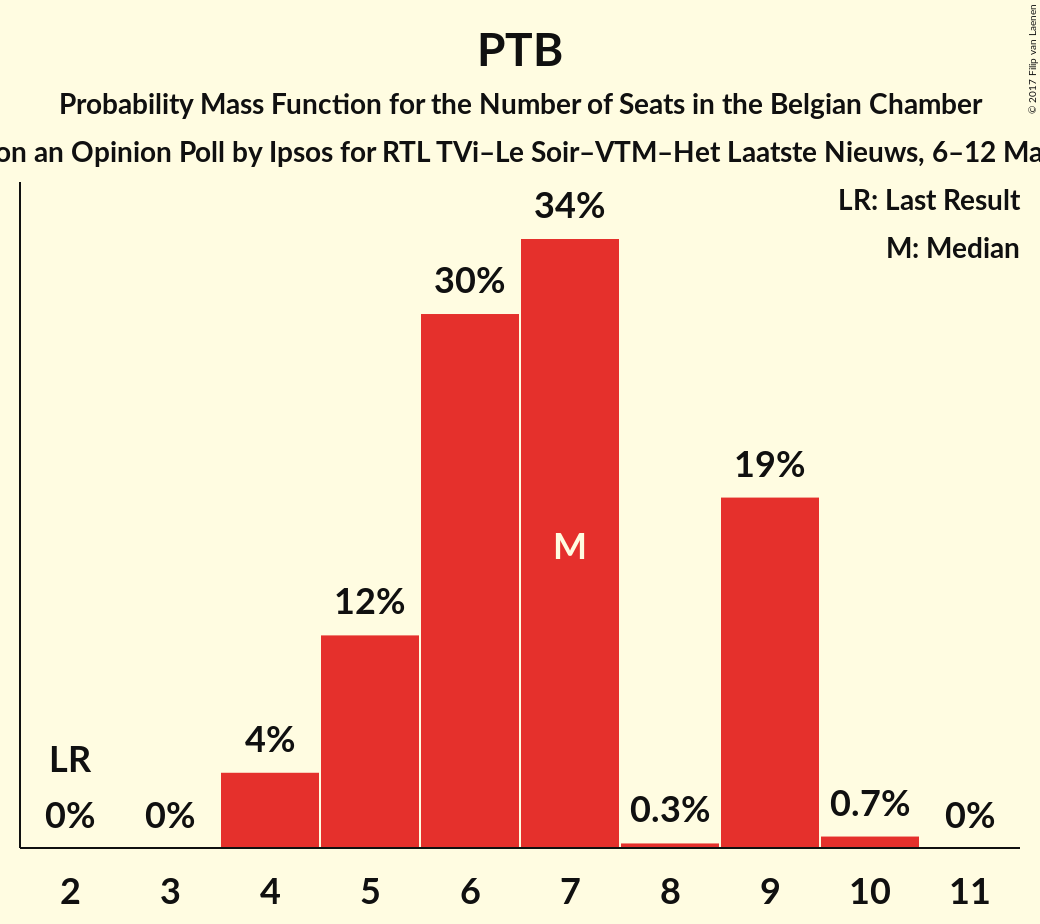 PTB
Probability Mass Function for the Number of Seats in the Belgian Chamber
on an Opinion Poll by Ipsos for RTL TVi–Le Soir–VTM–Het Laatste Nieuws, 6–12 Ma
© 2017 Filip van Laenen
LR: Last Result
M: Median
34%
30%
19%
M
12%
4%
LR
0%
0%
0.3%
0.7%
0%
2 3 4 5 6 7 8 9 10 11